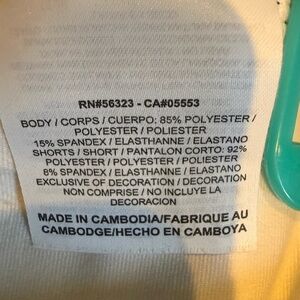 RN#56323 - CA#05553
BODY / CORPS / CUERPO: 85% POLYESTER /
POLYESTER / POLIESTER
15% SPANDEX / ELASTHANNE / ELASTANO
SHORTS / SHORT / PANTALON CORTO: 92%
POLYESTER / POLYESTER / POLIESTER
8% SPANDEX / ELASTHANNE / ELASTANO
EXCLUSIVE OF DECORATION / DECORATION
NON COMPRISE / NO INCLUYE LA
DECORACION
MADE IN CAMBODIA/FABRIQUE AU
CAMBODGE/HECHO EN CAMBOYA